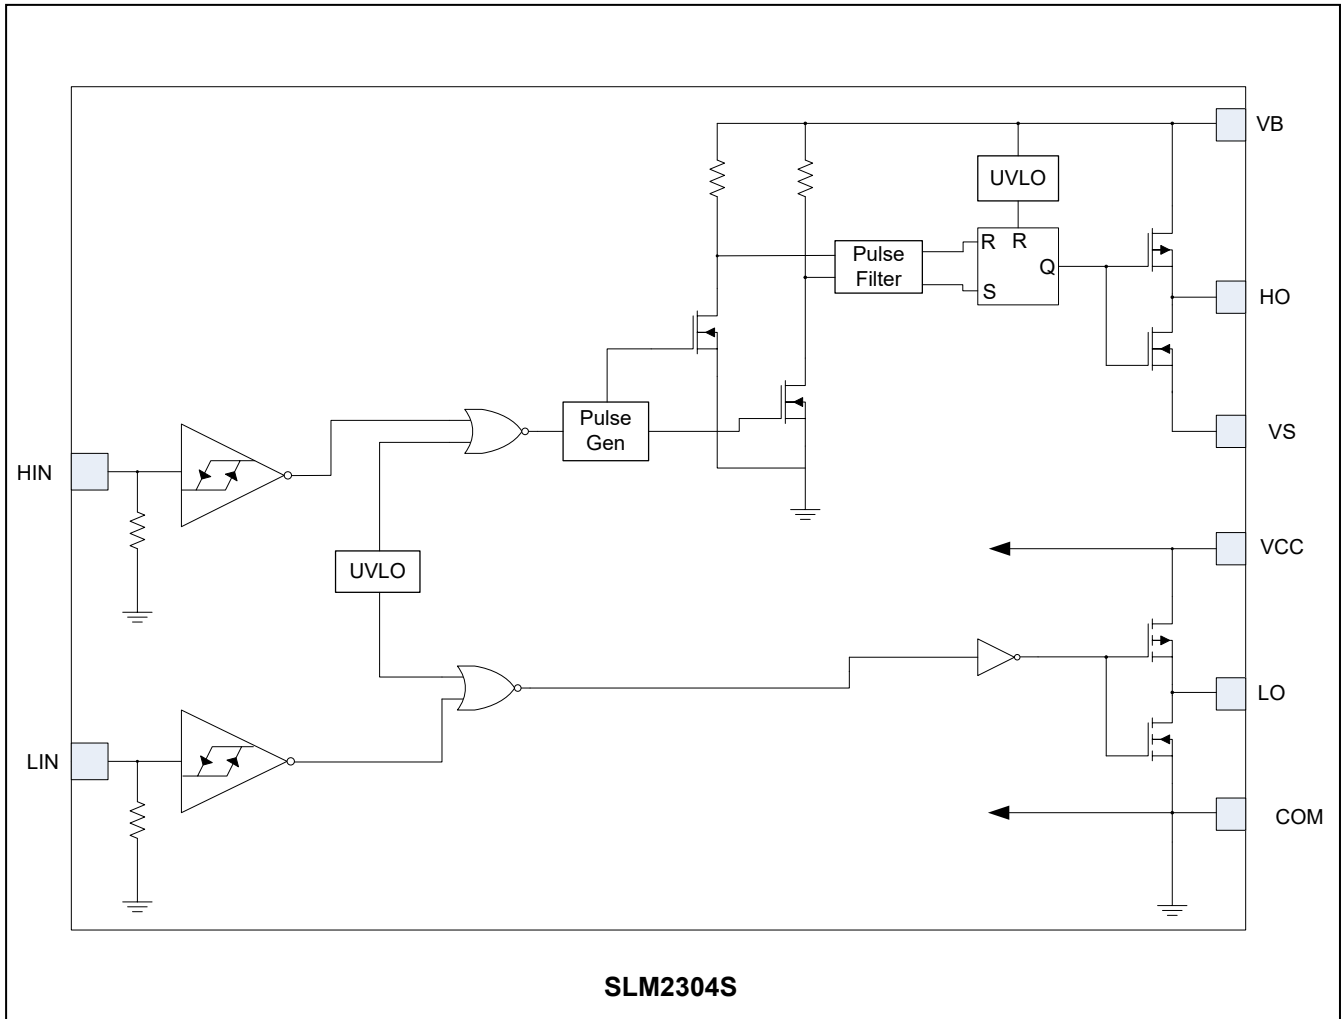 VB
UVLO
R
R
Pulse
Filter
Q
S
HO
Pulse
Gen
VS
HIN
VCC
UVLO
LO
LIN
COM
SLM2304S